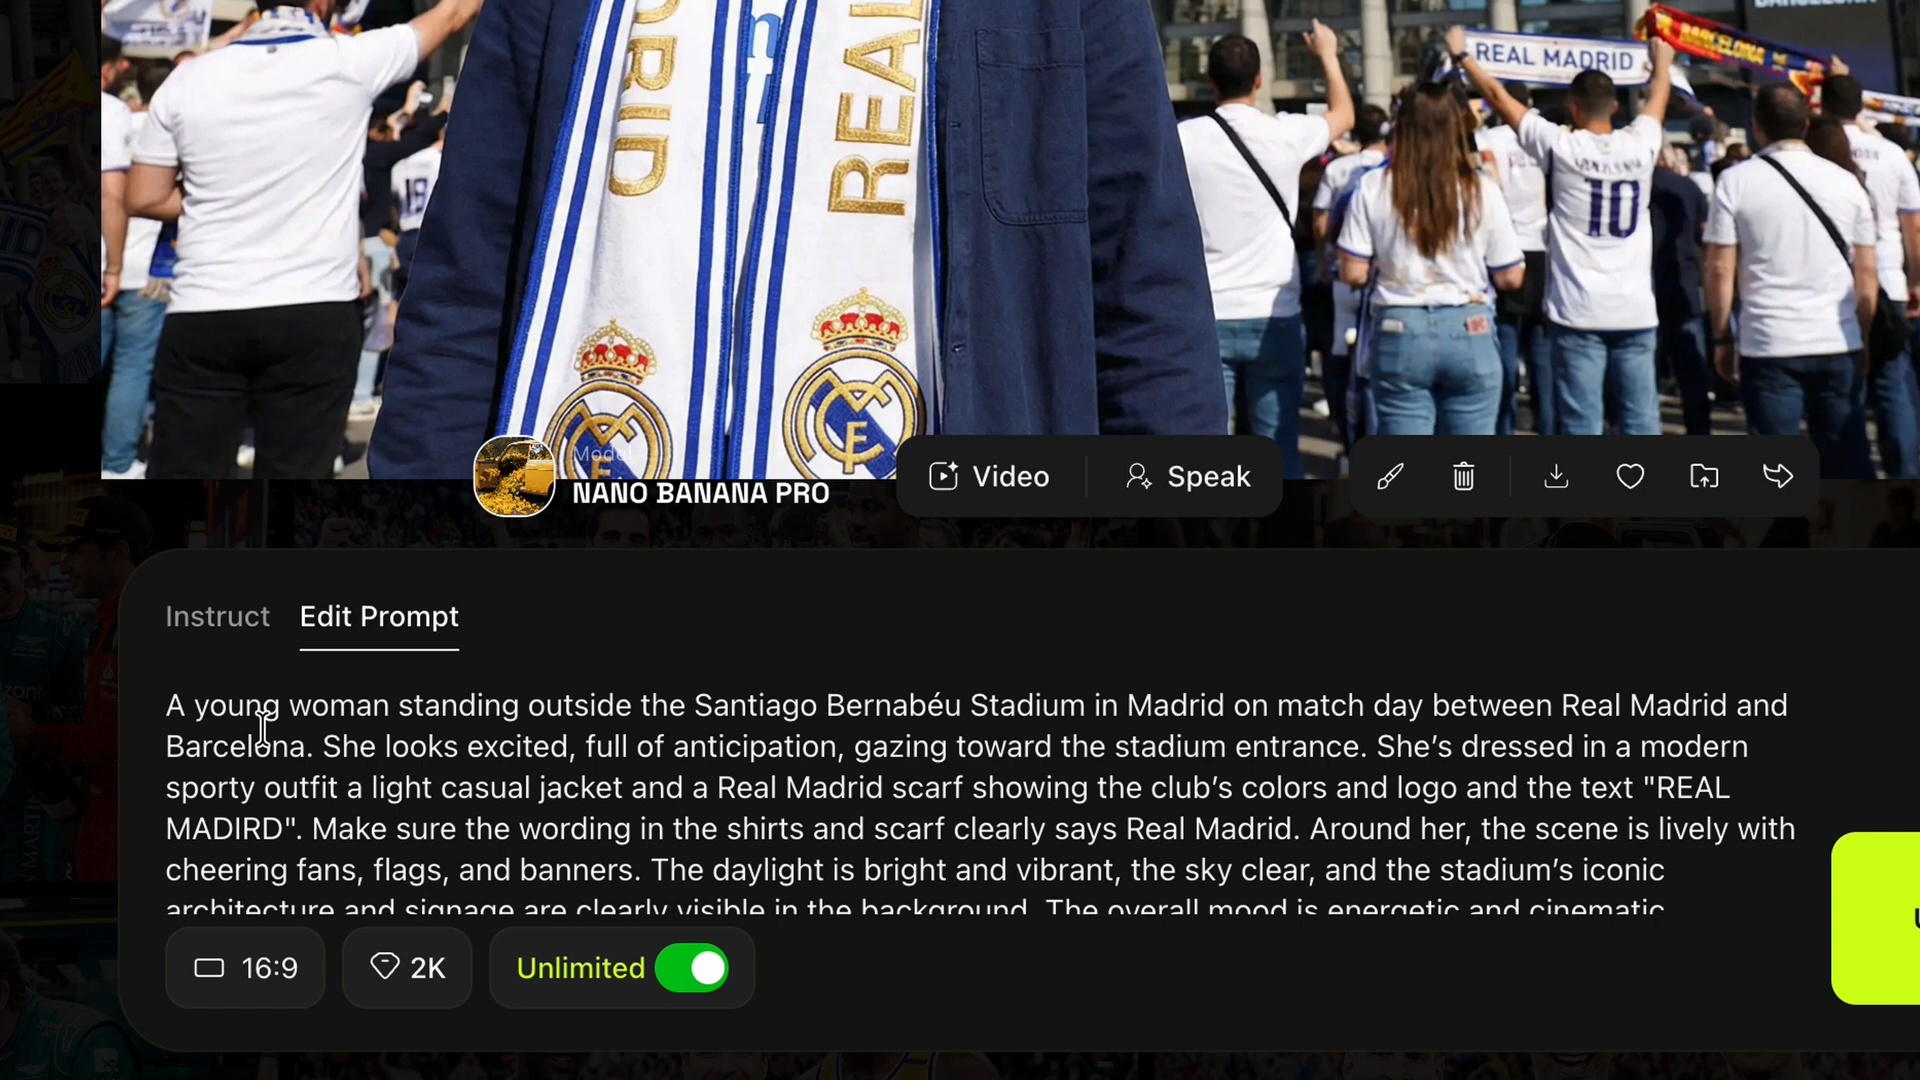 BARCELONA
REAL MADRID
BARCELONA
DRID
REAL
10
Model
NANO BANANA PRO
Video
Speak
Instruct
Edit Prompt
A young woman standing outside the Santiago Bernabéu Stadium in Madrid on match day between Real Madrid and
Barcelona. She looks excited, full of anticipation, gazing toward the stadium entrance. She’s dressed in a modern
sporty outfit a light casual jacket and a Real Madrid scarf showing the club’s colors and logo and the text "REAL
MADIRD". Make sure the wording in the shirts and scarf clearly says Real Madrid. Around her, the scene is lively with
cheering fans, flags, and banners. The daylight is bright and vibrant, the sky clear, and the stadium’s iconic
architecture and signage are clearly visible in the background. The overall mood is energetic and cinematic
16:9
2K
Unlimited